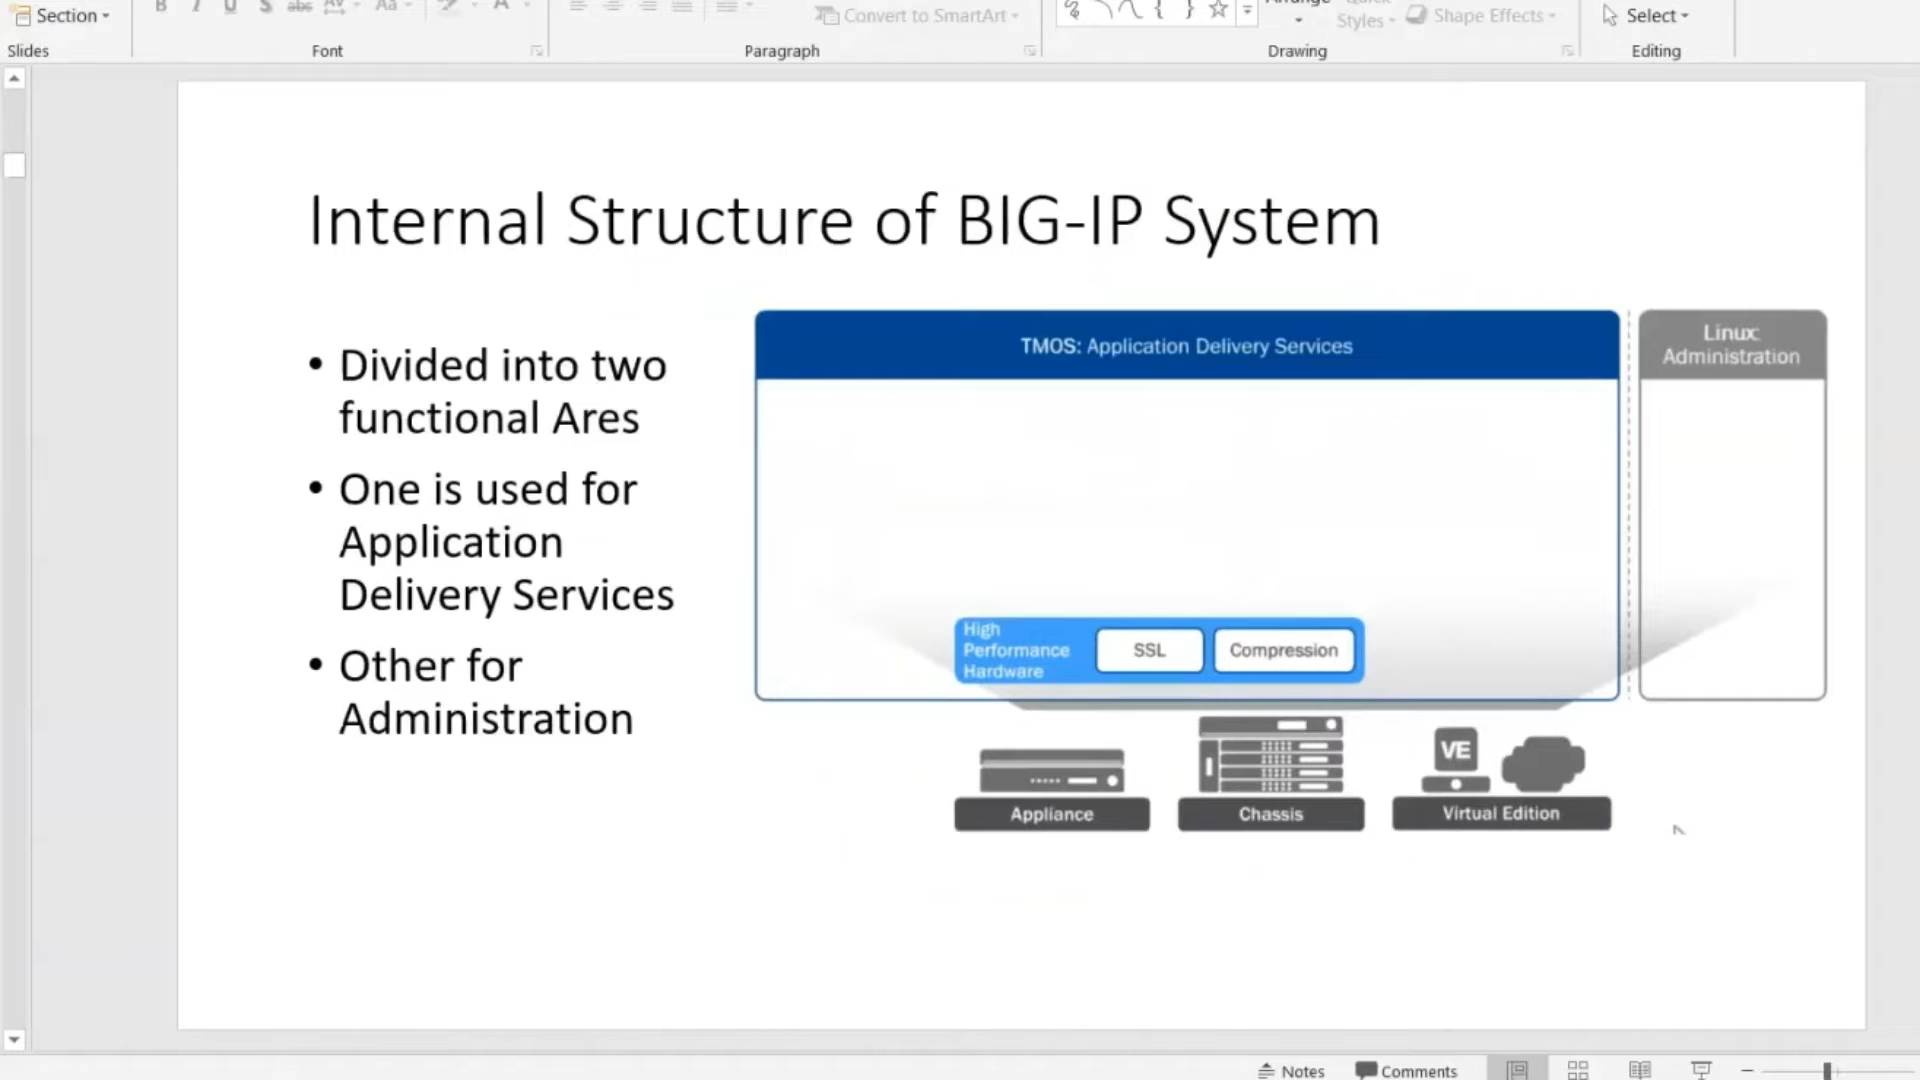 Section
Convert to SmartArt
Styles
Shape Effects
Select
Slides
Font
Paragraph
Drawing
Editing
Internal Structure of BIG-IP System
• Divided into two
functional Ares
• One is used for
Application
Delivery Services
• Other for
Administration
TMOS: Application Delivery Services
Linux
Administration
High
Performance
Hardware
SSL
Compression
VE
Appliance
Chassis
Virtual Edition
Notes
Comments